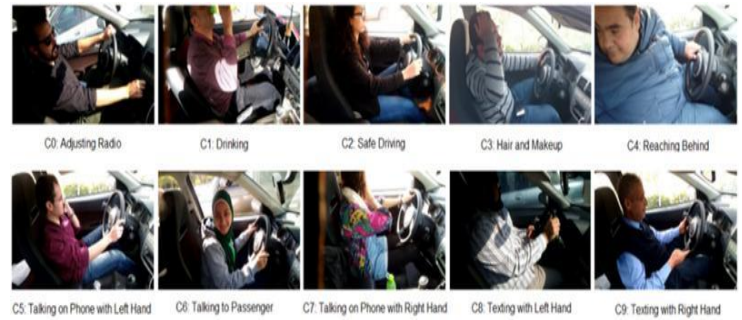 C0: Adjusting Radio
C1: Drinking
C2: Safe Driving
C3: Hair and Makeup
C4: Reaching Behind
C5: Talking on Phone with Left Hand
C6: Talking to Passenger
C7: Talking on Phone with Right Hand
C8: Texting with Left Hand
C9: Texting with Right Hand